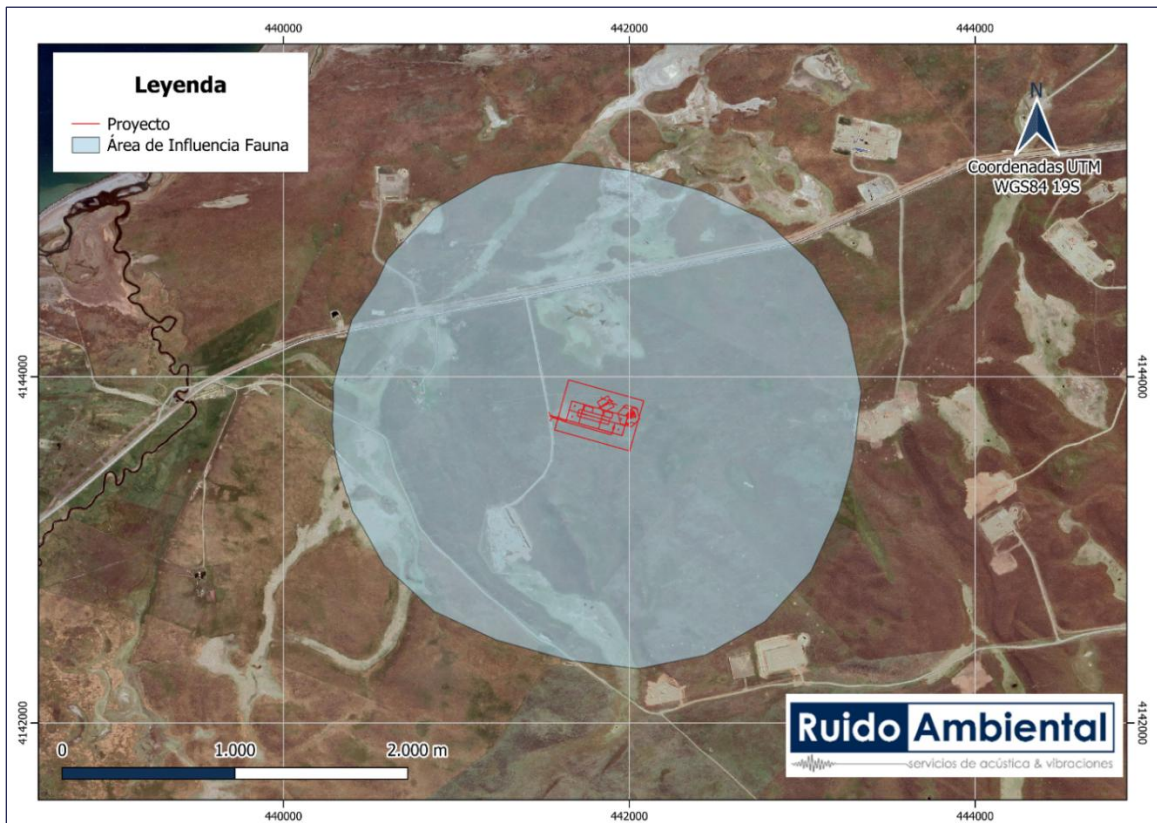 440000 442000 444000
Leyenda
Proyecto
Área de Influencia Fauna
N
Coordenadas UTM
WGS84 19S
4144000 4144000
4142000 4142000
0 1.000 2.000 m
Ruido Ambiental
servicios de acústica & vibraciones
440000 442000 444000